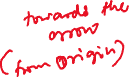 towards the
arrow
(from origin)